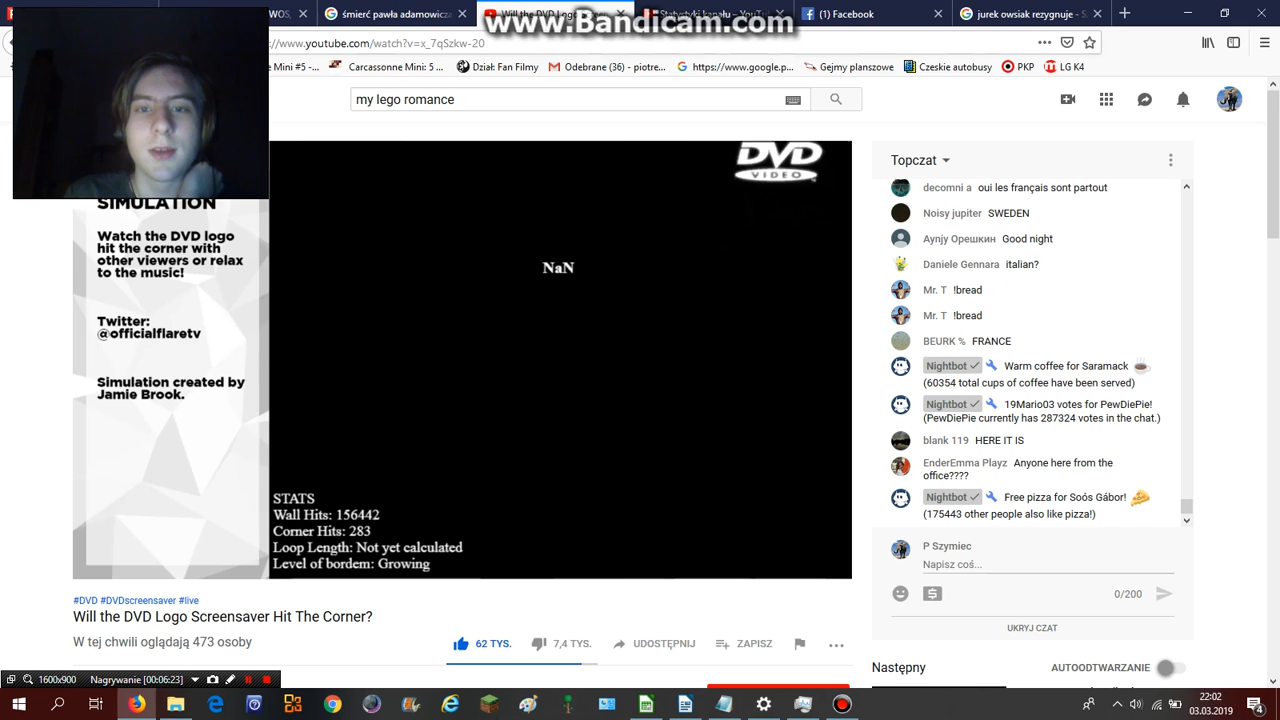 WOS,
śmierć pawła adamowicza
Will the DVD Logo
Statystyki kanału – YouTu
Facebook
jurek owsiak rezygnuje - S
www.Bandicam.com
//www.youtube.com/watch?v=x_7qSzkw-20
e Mini #5 -...
Carcassonne Mini: 5 ...
Dział: Fan Filmy
Odebrane (36) - piotre...
https://www.google.p...
Gejmy planszowe
Czeskie autobusy
PKP
LG K4
my lego romance
SIMULATION
Watch the DVD logo
hit the corner with
other viewers or relax
to the music!
Twitter:
@officialflaretv
Simulation created by
Jamie Brook.
DVD
VIDEO
NaN
STATS
Wall Hits: 156442
Corner Hits: 283
Loop Length: Not yet calculated
Level of bordem: Growing
Topczat
decomni a oui les français sont partout
Noisy jupiter SWEDEN
Aynjy Орешкин Good night
Daniele Gennara italian?
Mr. T !bread
Mr. T !bread
BEURK % FRANCE
Nightbot Warm coffee for Saramack
(60354 total cups of coffee have been served)
Nightbot 19Mario03 votes for PewDiePie!
(PewDiePie currently has 287324 votes in the chat.)
blank 119 HERE IT IS
EnderEmma Playz Anyone here from the
office????
Nightbot Free pizza for Soós Gábor!
(175443 other people also like pizza!)
P Szymiec
Napisz coś...
0/200
UKRYJ CZAT
#DVD #DVDscreensaver #live
Will the DVD Logo Screensaver Hit The Corner?
W tej chwili oglądają 473 osoby
62 TYS.
7,4 TYS.
UDOSTĘPNIJ
ZAPISZ
Następny
AUTOODTWARZANIE
1600x900
Nagrywanie [00:06:23]
22:02
03.03.2019